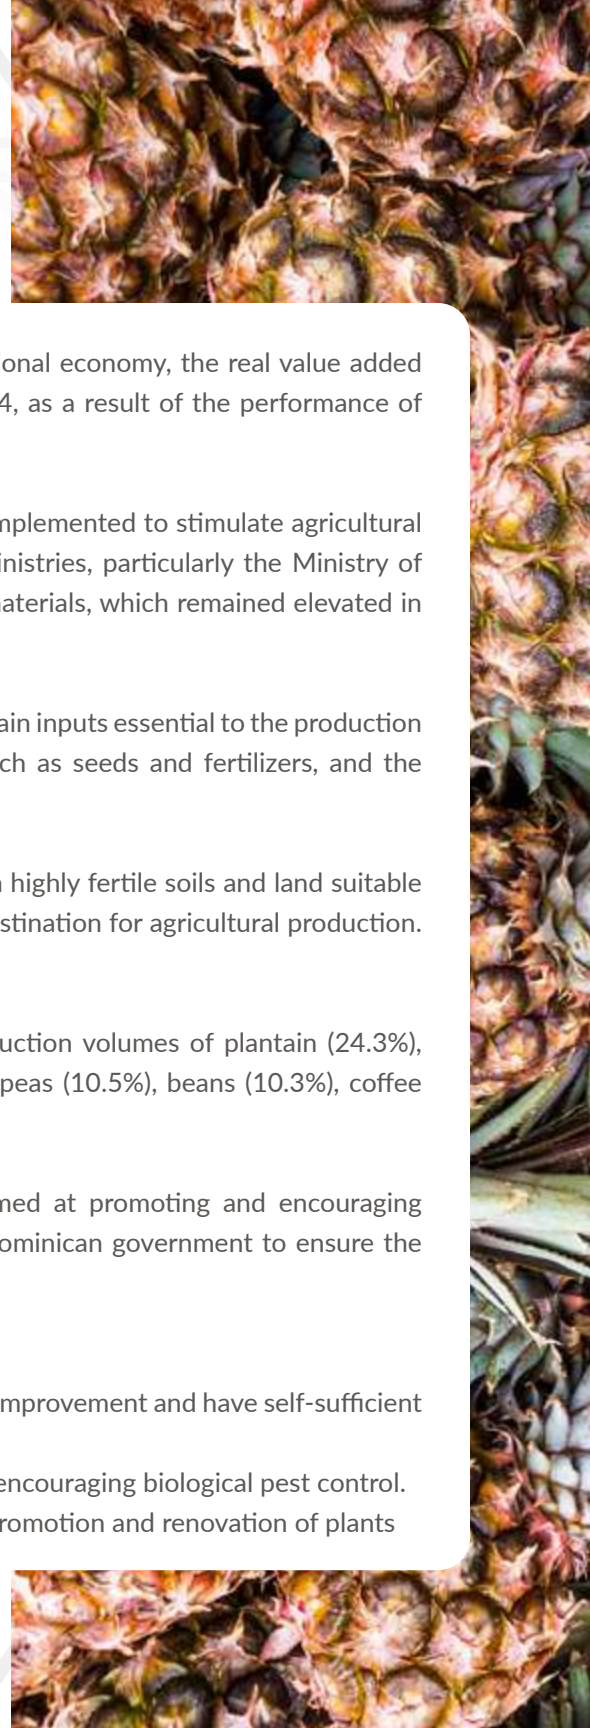 onal economy, the real value added
4, as a result of the performance of
mplemented to stimulate agricultural
inistries, particularly the Ministry of
aterials, which remained elevated in
ain inputs essential to the production
ch as seeds and fertilizers, and the
highly fertile soils and land suitable
stination for agricultural production.
uction volumes of plantain (24.3%),
peas (10.5%), beans (10.3%), coffee
med at promoting and encouraging
ominican government to ensure the
mprovement and have self-sufficient
encouraging biological pest control.
romotion and renovation of plants